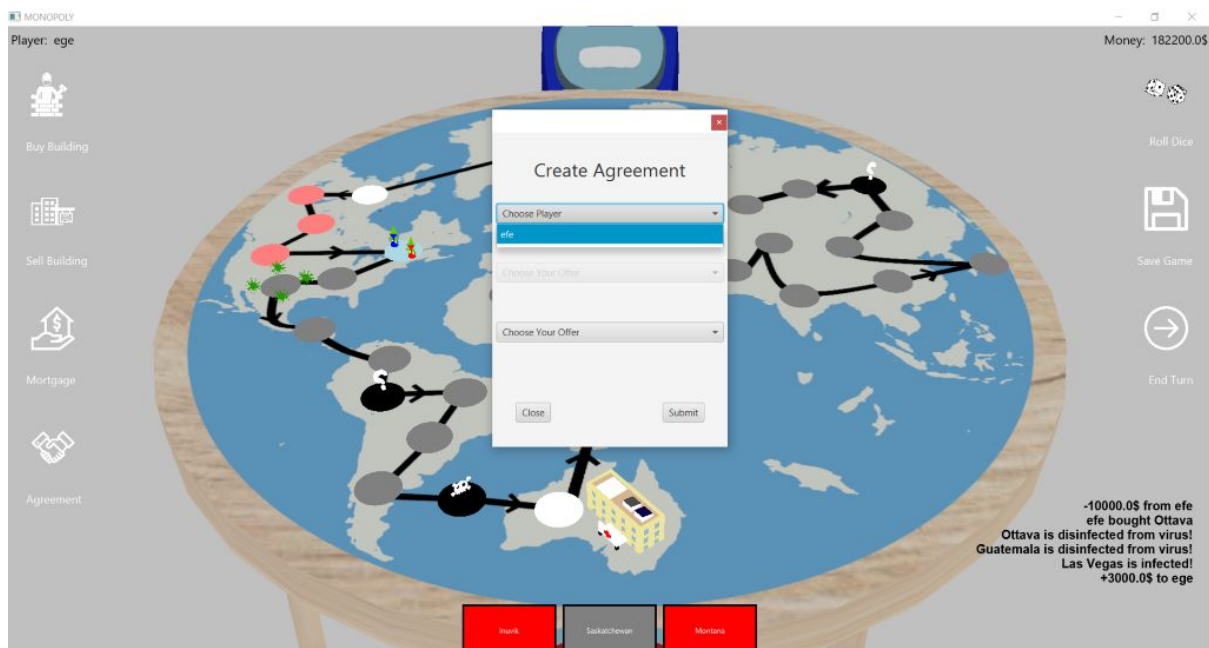 MONOPOLY
Player: ege
Money: 182200.0$
Buy Building
Sell Building
Mortgage
Agreement
Create Agreement
Choose Player
efe
Choose Your Offer
Choose Your Offer
Close
Submit
Roll Dice
Save Game
End Turn
-10000.0$ from efe
efe bought Ottava
Ottava is disinfected from virus!
Guatemala is disinfected from virus!
Las Vegas is infected!
+3000.0$ to ege
Inuvik
Saskatchewan
Montana